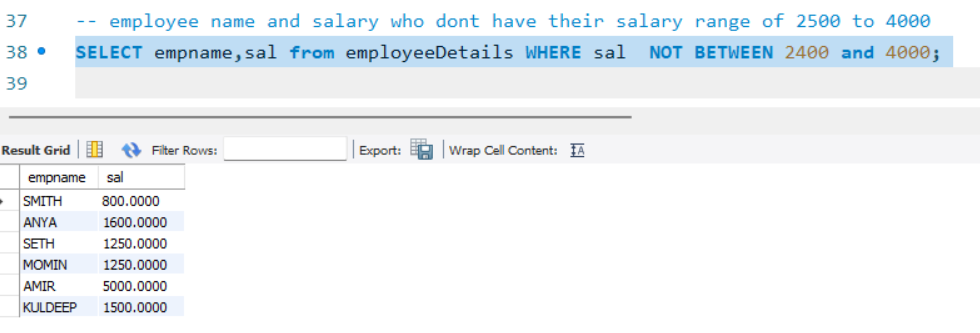 37 -- employee name and salary who dont have their salary range of 2500 to 4000
38 SELECT empname,sal from employeeDetails WHERE sal  NOT BETWEEN 2400 and 4000;
39
Result Grid Filter Rows: Export: Wrap Cell Content: IA
empname sal
SMITH 800.0000
ANYA 1600.0000
SETH 1250.0000
MOMIN 1250.0000
AMIR 5000.0000
KULDEEP 1500.0000